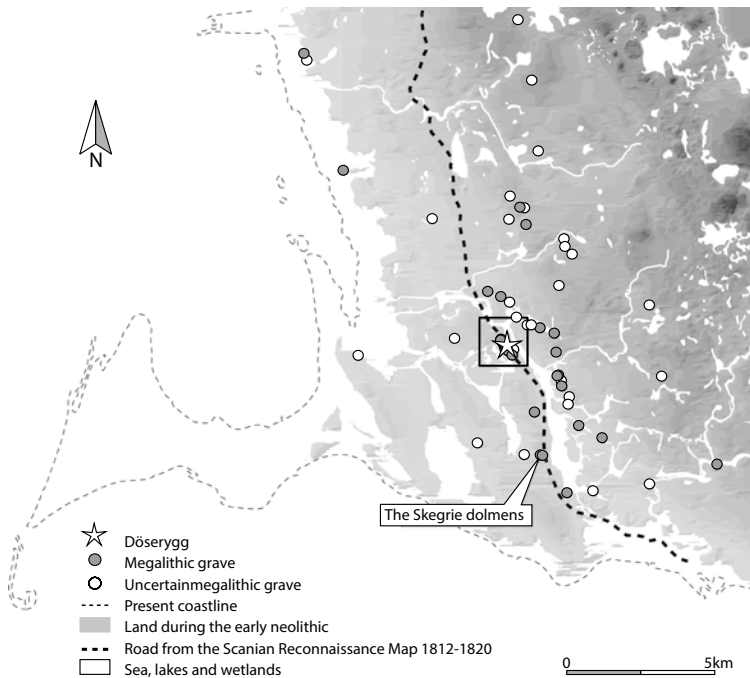 N
The Skegrie dolmens
Döserygg
Megalithic grave
Uncertainmegalithic grave
Present coastline
Land during the early neolithic
Road from the Scanian Reconnaissance Map 1812-1820
Sea, lakes and wetlands
0 5km